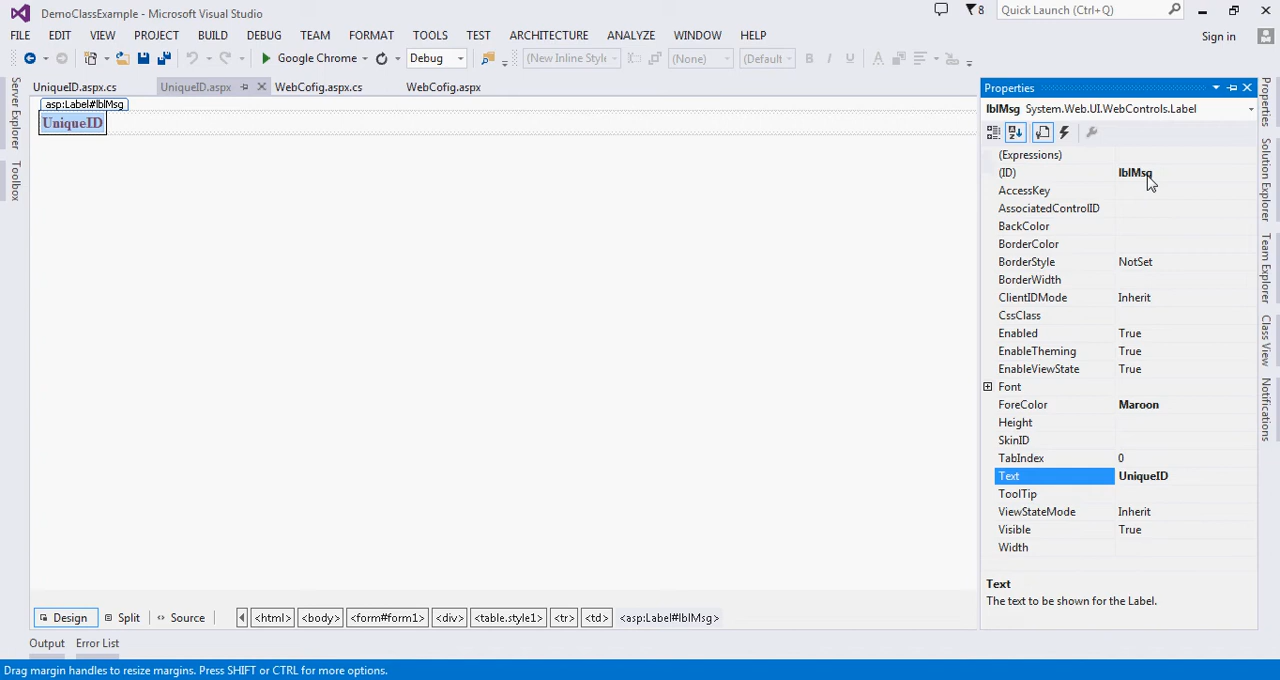 DemoClassExample - Microsoft Visual Studio
8
Quick Launch (Ctrl+Q)
FILE EDIT VIEW PROJECT BUILD DEBUG TEAM FORMAT TOOLS TEST ARCHITECTURE ANALYZE WINDOW HELP
Sign in
Google Chrome Debug (New Inline Style (None) (Default B I U A
UniqueID.aspx.cs UniqueID.aspx WebCofig.aspx.cs WebCofig.aspx
Server Explorer
Toolbox
asp:Label#lblMsg
UniqueID
Properties
lblMsg System.Web.UI.WebControls.Label
(Expressions)
(ID) lblMsg
AccessKey
AssociatedControlID
BackColor
BorderColor
BorderStyle NotSet
BorderWidth
ClientIDMode Inherit
CssClass
Enabled True
EnableTheming True
EnableViewState True
Font
ForeColor Maroon
Height
SkinID
TabIndex 0
Text UniqueID
ToolTip
ViewStateMode Inherit
Visible True
Width
Text
The text to be shown for the Label.
Properties
Solution Explorer
Team Explorer
Class View
Notifications
Design Split Source <html> <body> <form#form1> <div> <table.style1> <tr> <td> <asp:Label#lblMsg>
Output Error List
Drag margin handles to resize margins. Press SHIFT or CTRL for more options.